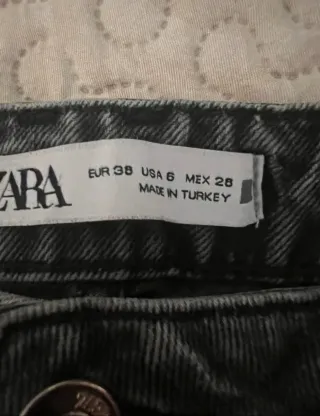 ZARA
EUR 38 USA 6 MEX 28
MADE IN TURKEY